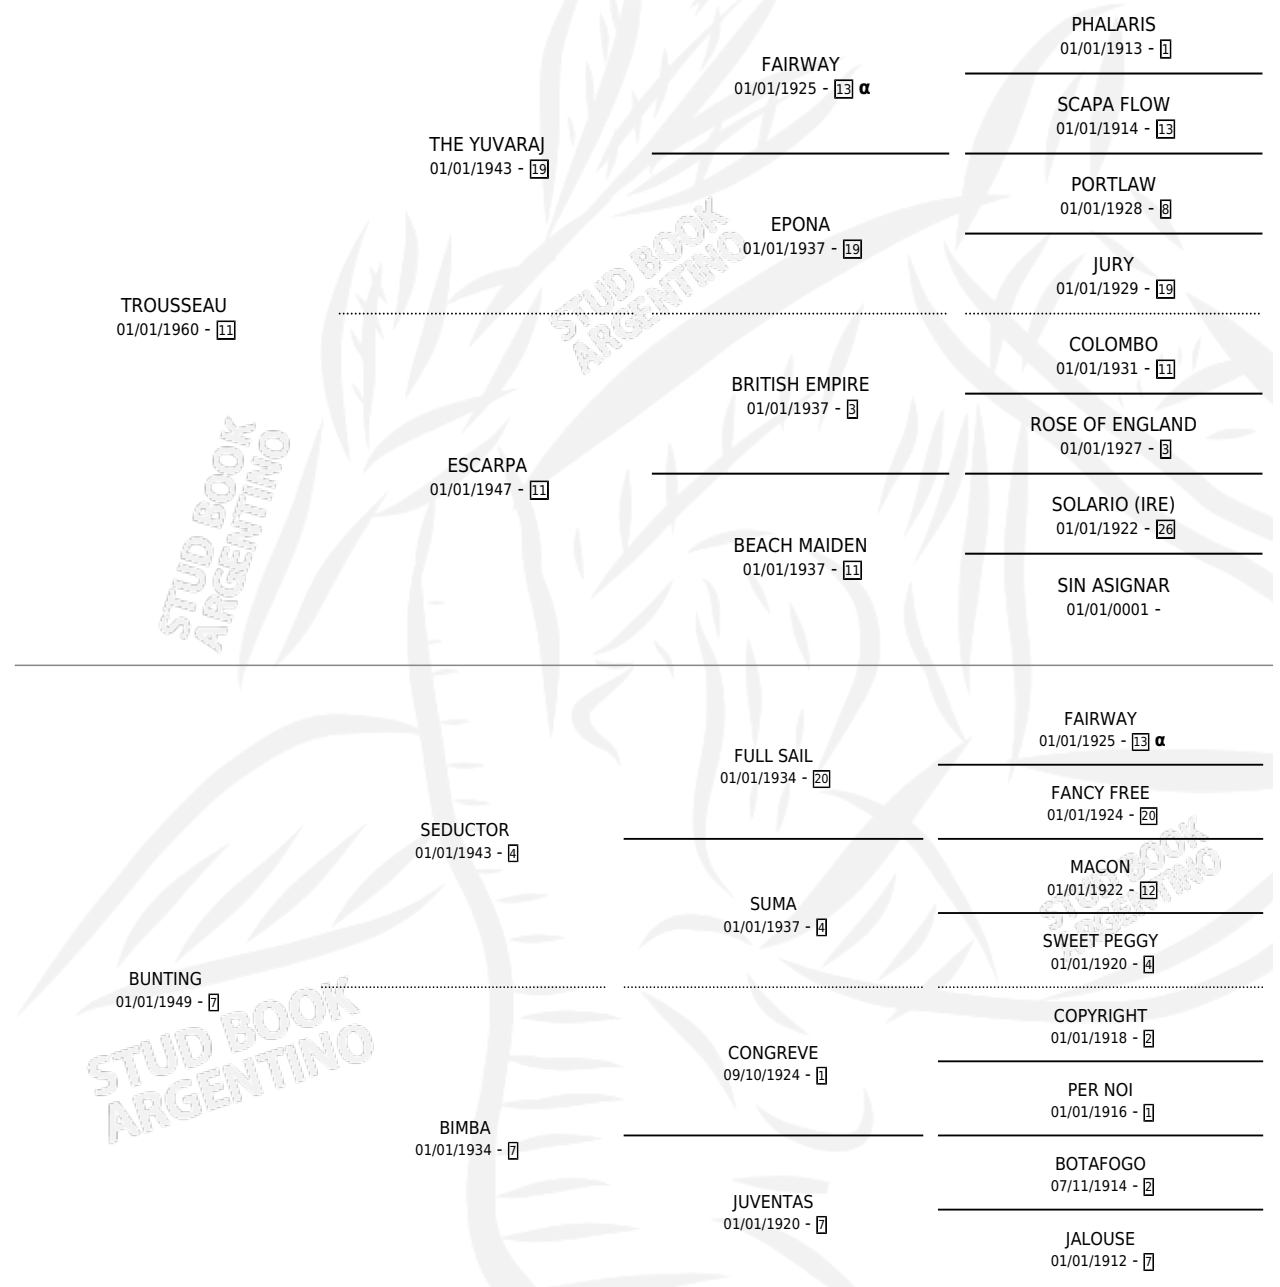 PHALARIS
01/01/1913 - 1
FAIRWAY
01/01/1925 - 13 α
SCAPA FLOW
01/01/1914 - 13
THE YUVARAJ
01/01/1943 - 19
PORTLAW
01/01/1928 - 8
EPONA
01/01/1937 - 19
JURY
01/01/1929 - 19
TROUSSEAU
01/01/1960 - 11
COLOMBO
01/01/1931 - 11
BRITISH EMPIRE
01/01/1937 - 3
ROSE OF ENGLAND
01/01/1927 - 3
ESCARPA
01/01/1947 - 11
SOLARIO (IRE)
01/01/1922 - 26
BEACH MAIDEN
01/01/1937 - 11
SIN ASIGNAR
01/01/0001 -
FAIRWAY
01/01/1925 - 13 α
FULL SAIL
01/01/1934 - 20
FANCY FREE
01/01/1924 - 20
SEDUCTOR
01/01/1943 - 4
MACON
01/01/1922 - 12
SUMA
01/01/1937 - 4
SWEET PEGGY
01/01/1920 - 4
BUNTING
01/01/1949 - 7
COPYRIGHT
01/01/1918 - 2
CONGREVE
09/10/1924 - 1
PER NOI
01/01/1916 - 1
BIMBA
01/01/1934 - 7
BOTAFOGO
07/11/1914 - 2
JUVENTAS
01/01/1920 - 7
JALOUSE
01/01/1912 - 7
STUD BOOK
ARGENTINO
STUD BOOK
ARGENTINO
STUD BOOK
ARGENTINO
STUD BOOK
ARGENTINO